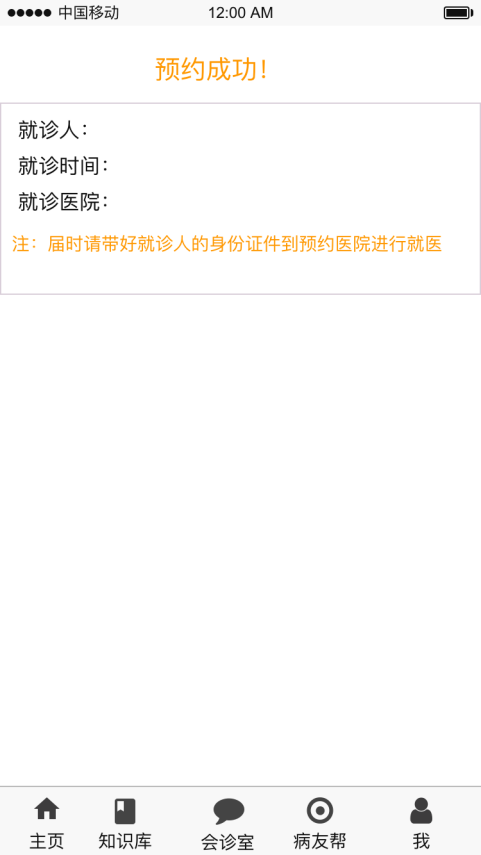 中国移动 12:00 AM
预约成功！
就诊人：
就诊时间：
就诊医院：
注：届时请带好就诊人的身份证件到预约医院进行就医
主页 知识库 会诊室 病友帮 我